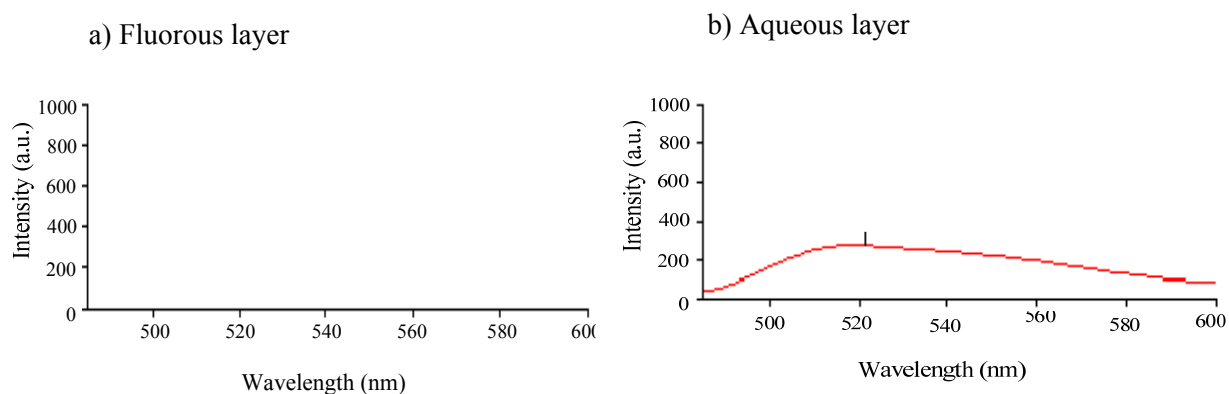 a) Fluorous layer
1000
800
600
400
200
0
Intensity (a.u.)
500 520 540 560 580 600
Wavelength (nm)
b) Aqueous layer
1000
800
600
400
200
0
Intensity (a.u.)
500 520 540 560 580 600
Wavelength (nm)